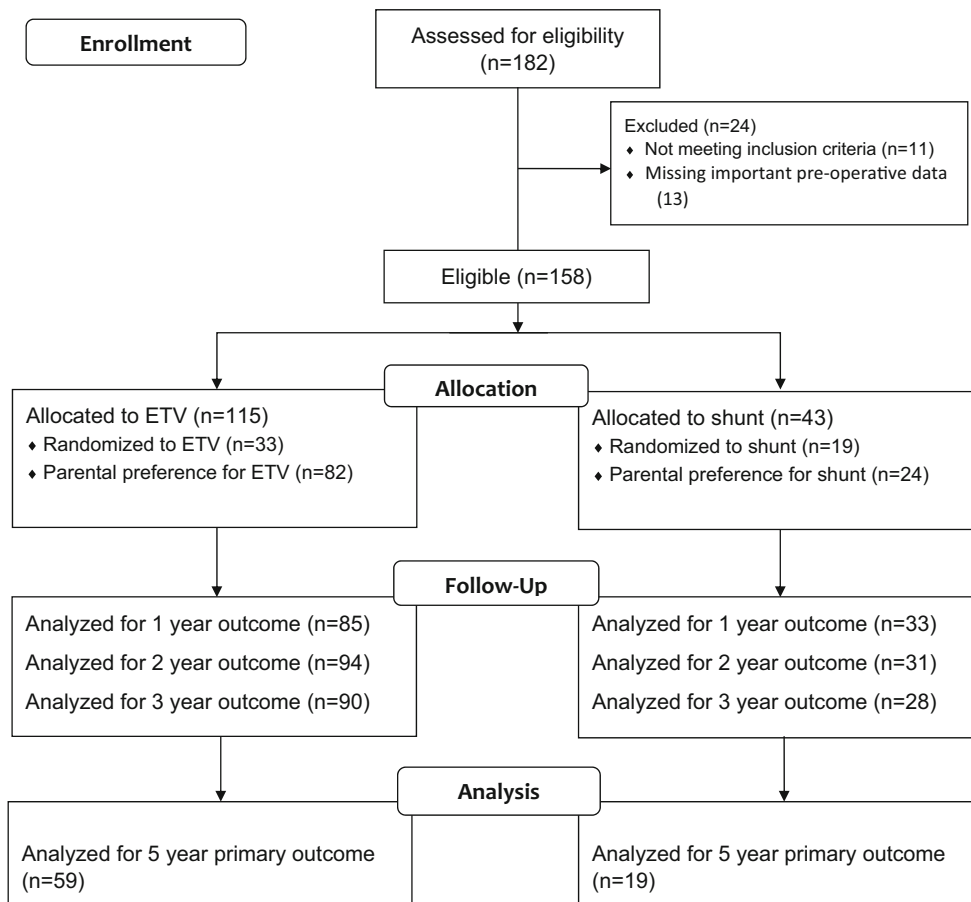 Enrollment
Assessed for eligibility
(n=182)
Excluded (n=24)
♦ Not meeting inclusion criteria (n=11)
♦ Missing important pre-operative data
(13)
Eligible (n=158)
Allocation
Allocated to ETV (n=115)
♦ Randomized to ETV (n=33)
♦ Parental preference for ETV (n=82)
Allocated to shunt (n=43)
♦ Randomized to shunt (n=19)
♦ Parental preference for shunt (n=24)
Follow-Up
Analyzed for 1 year outcome (n=85)
Analyzed for 2 year outcome (n=94)
Analyzed for 3 year outcome (n=90)
Analyzed for 1 year outcome (n=33)
Analyzed for 2 year outcome (n=31)
Analyzed for 3 year outcome (n=28)
Analysis
Analyzed for 5 year primary outcome
(n=59)
Analyzed for 5 year primary outcome
(n=19)